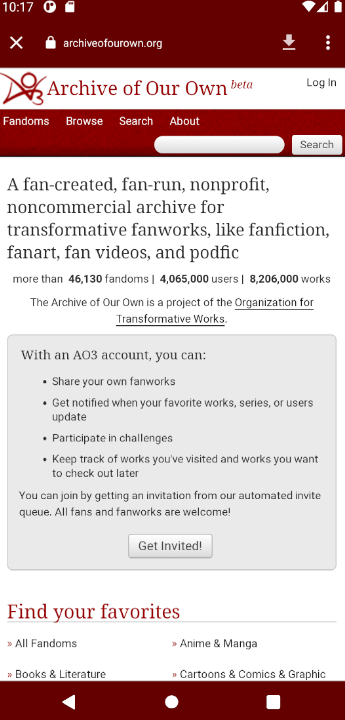 10:17
archiveofourown.org
Archive of Our Own beta
Log In
Fandoms Browse Search About
Search
A fan-created, fan-run, nonprofit,
noncommercial archive for
transformative fanworks, like fanfiction,
fanart, fan videos, and podfic
more than 46,130 fandoms | 4,065,000 users | 8,206,000 works
The Archive of Our Own is a project of the Organization for
Transformative Works.
With an AO3 account, you can:
• Share your own fanworks
• Get notified when your favorite works, series, or users
update
• Participate in challenges
• Keep track of works you've visited and works you want
to check out later
You can join by getting an invitation from our automated invite
queue. All fans and fanworks are welcome!
Get Invited!
Find your favorites
» All Fandoms » Anime & Manga
» Books & Literature » Cartoons & Comics & Graphic